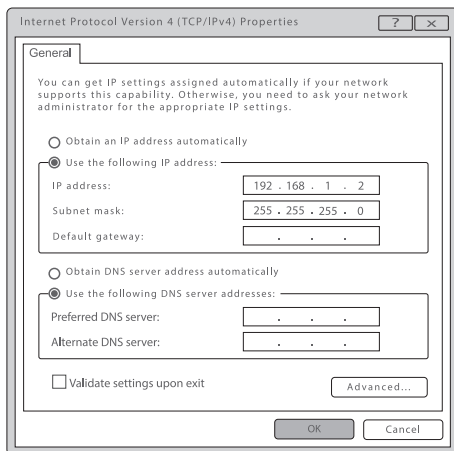 Internet Protocol Version 4 (TCP/IPv4) Properties ? ×
General
You can get IP settings assigned automatically if your network
supports this capability. Otherwise, you need to ask your network
administrator for the appropriate IP settings.
Obtain an IP address automatically
Use the following IP address:
IP address: 192 . 168 . 1 . 2
Subnet mask: 255 . 255 . 255 . 0
Default gateway: . . .
Obtain DNS server address automatically
Use the following DNS server addresses:
Preferred DNS server: . . .
Alternate DNS server: . . .
Validate settings upon exit Advanced...
OK Cancel